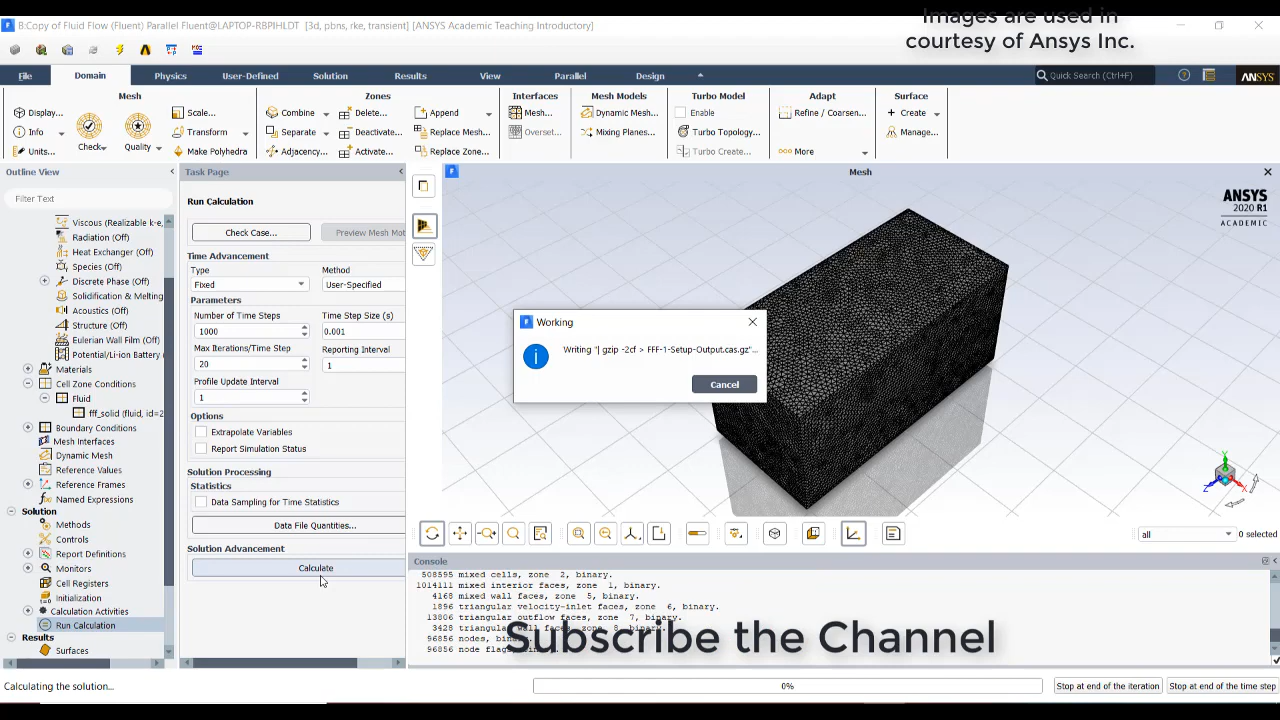 Images are used in
courtesy of Ansys Inc.
B:Copy of Fluid Flow (Fluent) Parallel Fluent@LAPTOP-RBPIHLDT [3d, pbns, rke, transient] [ANSYS Academic Teaching Introductory]
File
Domain
Physics
User-Defined
Solution
Results
View
Parallel
Design
Quick Search (Ctrl+F)
ANSYS
Mesh
Zones
Interfaces
Mesh Models
Turbo Model
Adapt
Surface
Display...
Info
Units...
Check
Quality
Scale...
Transform
Make Polyhedra
Combine
Separate
Adjacency...
Delete...
Deactivate...
Activate...
Append
Replace Mesh...
Replace Zone...
Mesh...
Overset...
Dynamic Mesh...
Mixing Planes...
Enable
Turbo Topology...
Turbo Create...
Refine / Coarsen...
More
Create
Manage...
Outline View
Filter Text
Viscous (Realizable k-e,
Radiation (Off)
Heat Exchanger (Off)
Species (Off)
Discrete Phase (Off)
Solidification & Melting
Acoustics (Off)
Structure (Off)
Eulerian Wall Film (Off)
Potential/Li-ion Battery
Materials
Cell Zone Conditions
Fluid
fff_solid (fluid, id=2
Boundary Conditions
Mesh Interfaces
Dynamic Mesh
Reference Values
Reference Frames
Named Expressions
Solution
Methods
Controls
Report Definitions
Monitors
Cell Registers
Initialization
Calculation Activities
Run Calculation
Results
Surfaces
Task Page
Run Calculation
Check Case...
Preview Mesh Mot
Time Advancement
Type
Method
Fixed
User-Specified
Parameters
Number of Time Steps
Time Step Size (s)
1000
0.001
Max Iterations/Time Step
Reporting Interval
20
1
Profile Update Interval
1
Options
Extrapolate Variables
Report Simulation Status
Solution Processing
Statistics
Data Sampling for Time Statistics
Data File Quantities...
Solution Advancement
Calculate
Mesh
ANSYS
2020 R1
ACADEMIC
Working
Writing "| gzip -2cf > FFF-1-Setup-Output.cas.gz"...
Cancel
Y
Z
X
all
0 selected
Console
508595 mixed cells, zone 2, binary.
1014111 mixed interior faces, zone 1, binary.
4168 mixed wall faces, zone 5, binary.
1896 triangular velocity-inlet faces, zone 6, binary.
13806 triangular outflow faces, zone 7, binary.
3428 triangular wall faces, zone 8, binary.
96856 nodes, binary.
96856 node flags, binary.
Subscribe the Channel
Calculating the solution...
0%
Stop at end of the iteration
Stop at end of the time step